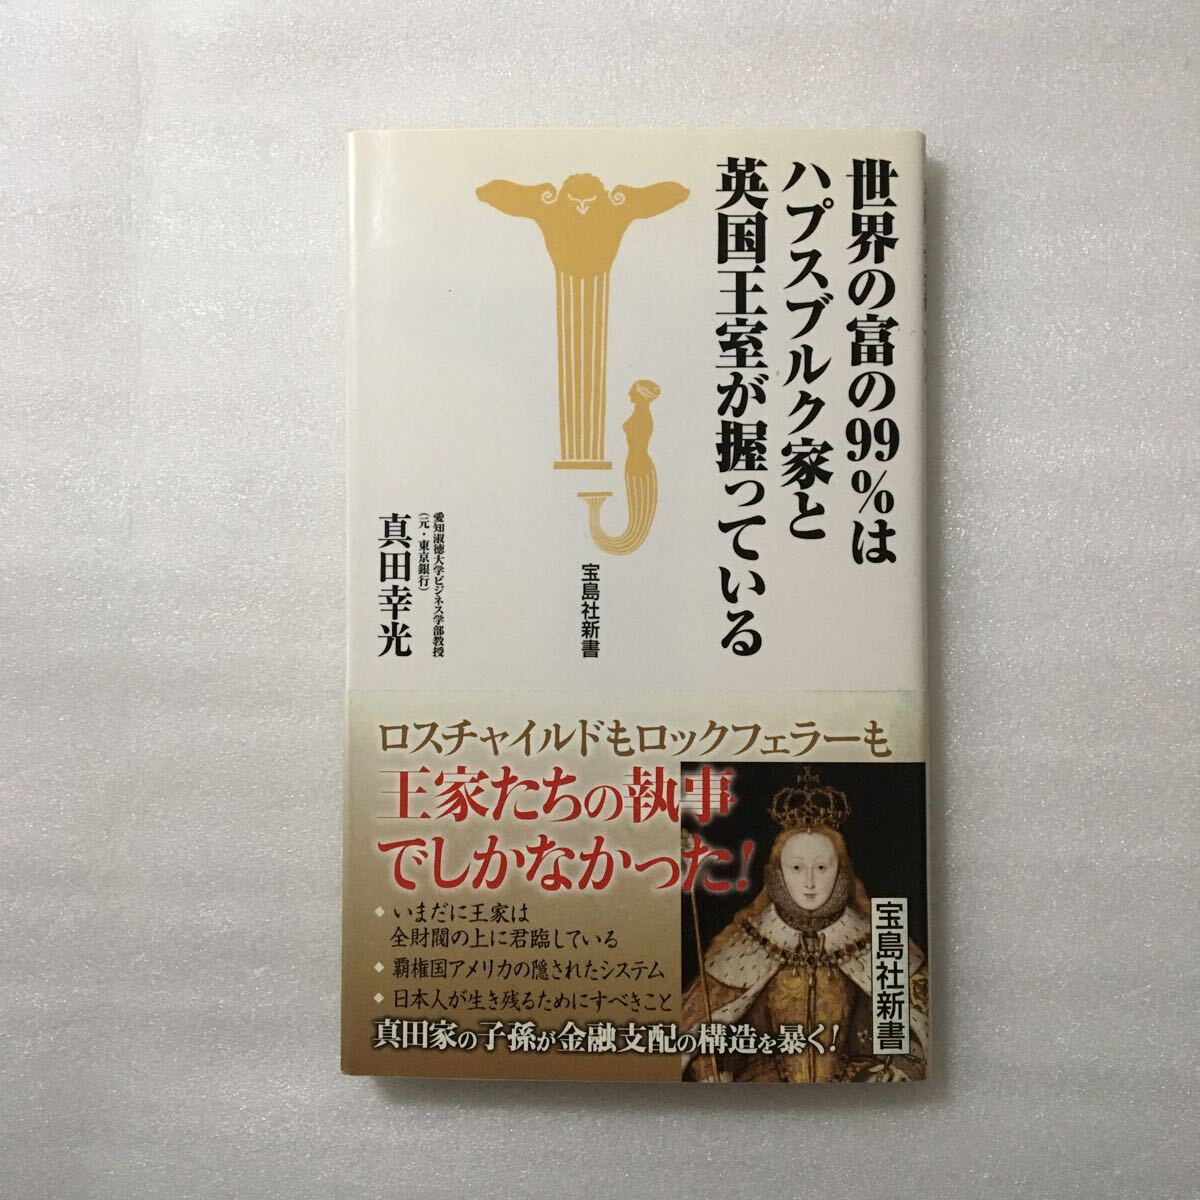 世界の富の99%は
ハプスブルク家と
英国王室が握っている
宝島社新書
愛知淑徳大学ビジネス学部教授
(元・東京銀行)
真田幸光
ロスチャイルドもロックフェラーも
王家たちの執事
でしかなかった!
◆いまだに王家は
全財閥の上に君臨している
◆覇権国アメリカの隠されたシステム
◆日本人が生き残るためにすべきこと
真田家の子孫が金融支配の構造を暴く!
宝島社新書